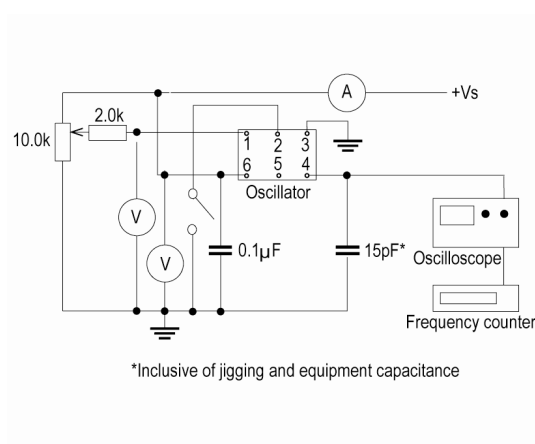 A
+Vs
2.0k
10.0k
1 2 3
6 5 4
Oscillator
V
V
0.1μF
15pF*
Oscilloscope
Frequency counter
*Inclusive of jigging and equipment capacitance